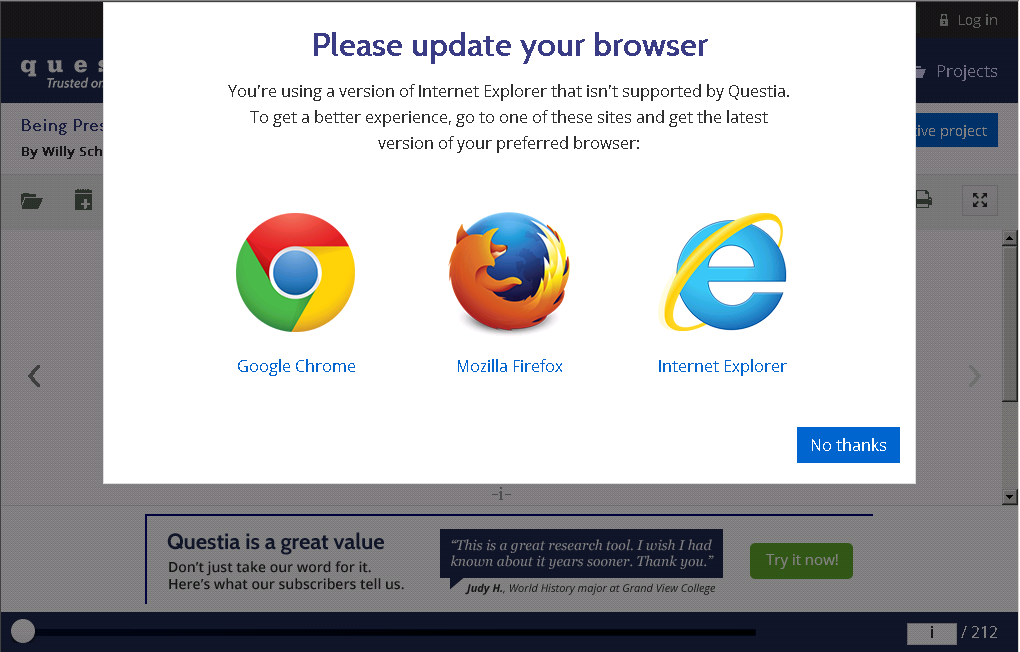 Log in
ques
Trusted on
Projects
Please update your browser
You're using a version of Internet Explorer that isn't supported by Questia.
To get a better experience, go to one of these sites and get the latest
version of your preferred browser:
Being Pres
By Willy Sch
ive project
Google Chrome
Mozilla Firefox
Internet Explorer
No thanks
-i-
Questia is a great value
Don't just take our word for it.
Here's what our subscribers tell us.
“This is a great research tool. I wish I had
known about it years sooner. Thank you.”
Judy H., World History major at Grand View College
Try it now!
i / 212